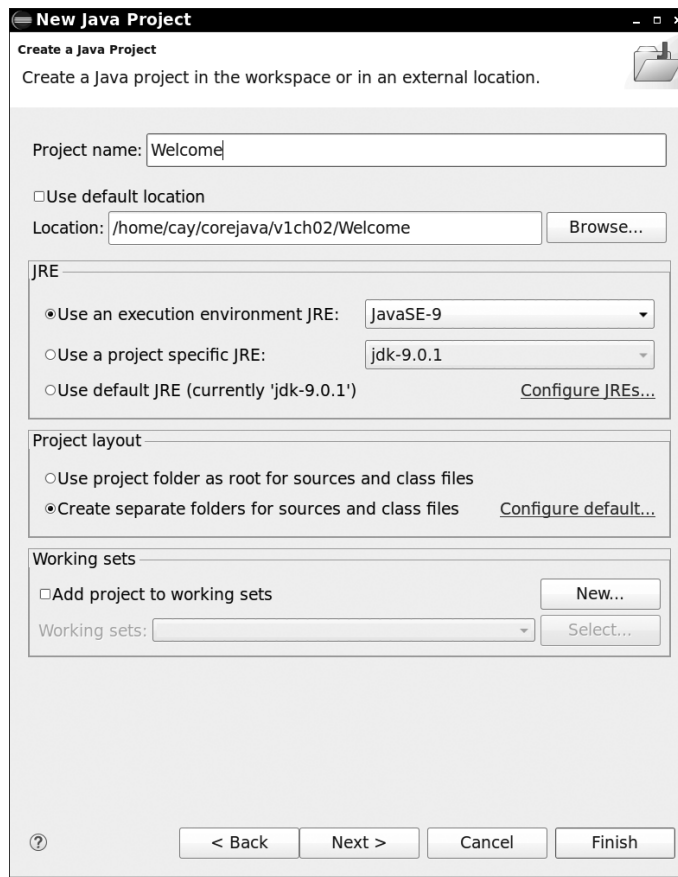 New Java Project
Create a Java Project
Create a Java project in the workspace or in an external location.
Project name: Welcome
Use default location
Location: /home/cay/corejava/v1ch02/Welcome Browse...
JRE
Use an execution environment JRE: JavaSE-9
Use a project specific JRE: jdk-9.0.1
Use default JRE (currently 'jdk-9.0.1') Configure JREs...
Project layout
Use project folder as root for sources and class files
Create separate folders for sources and class files Configure default...
Working sets
Add project to working sets New...
Working sets: Select...
? < Back Next > Cancel Finish